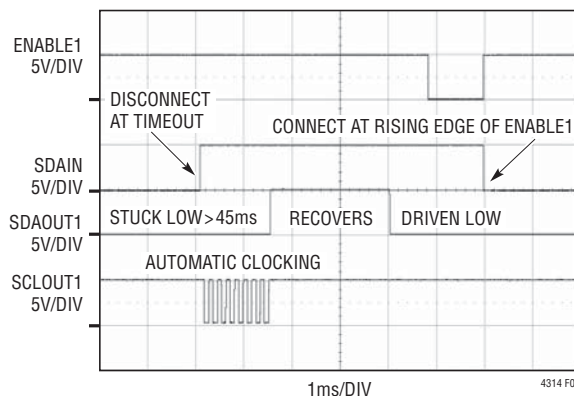 ENABLE1
5V/DIV
DISCONNECT
AT TIMEOUT
CONNECT AT RISING EDGE OF ENABLE1
SDAIN
5V/DIV
STUCK LOW > 45ms
RECOVERS
DRIVEN LOW
SDAOUT1
5V/DIV
AUTOMATIC CLOCKING
SCLOUT1
5V/DIV
1ms/DIV
4314 F0